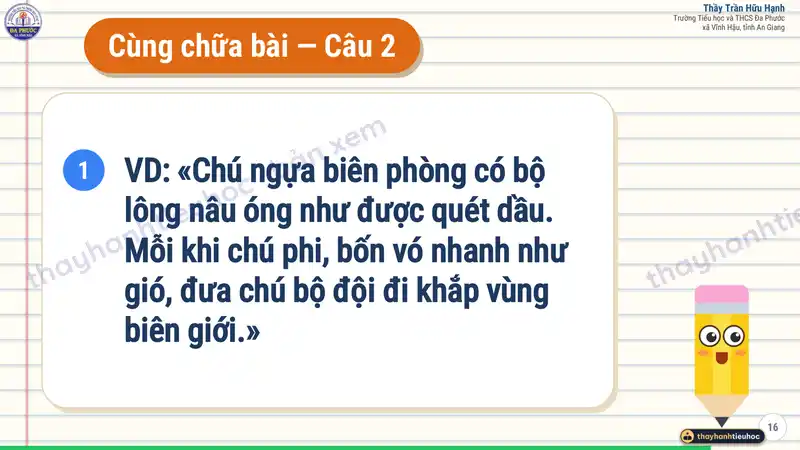 Thầy Trần Hữu Hạnh
Trường Tiểu học và THCS Đa Phước
xã Vĩnh Hậu, tỉnh An Giang
ĐA PHƯỚC
Cùng chữa bài – Câu 2
1
VD: «Chú ngựa biên phòng có bộ
lông nâu óng như được quét dầu.
Mỗi khi chú phi, bốn vó nhanh như
gió, đưa chú bộ đội đi khắp vùng
biên giới.»
thayhanhtieuhoc
16